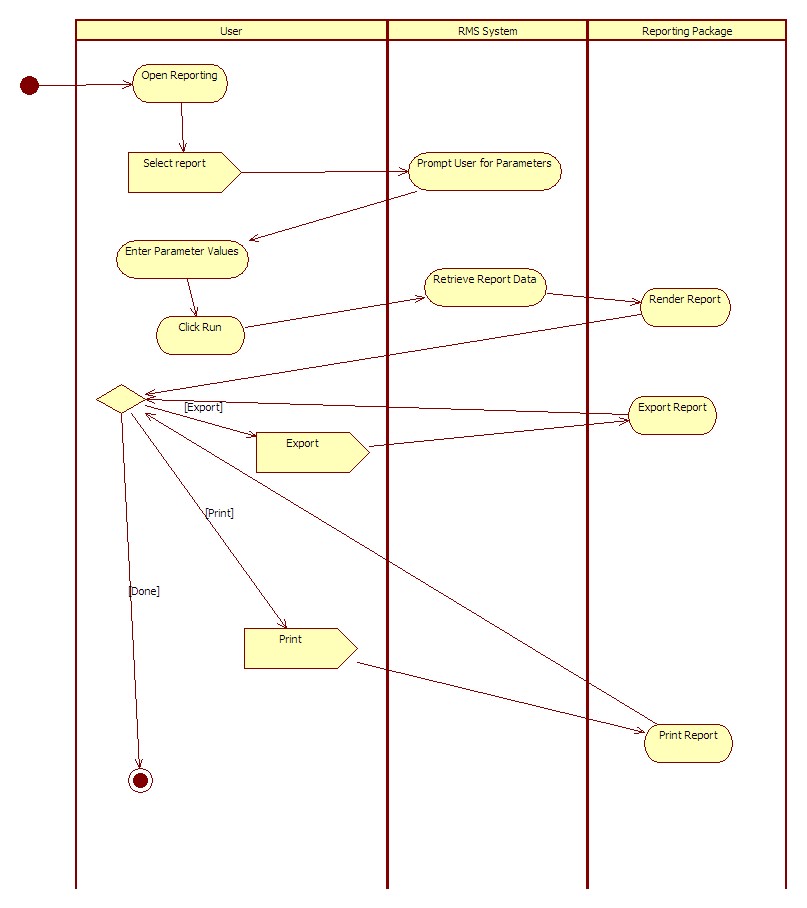 User
RMS System
Reporting Package
Open Reporting
Select report
Prompt User for Parameters
Enter Parameter Values
Retrieve Report Data
Render Report
Click Run
[Export]
Export Report
Export
[Print]
[Done]
Print
Print Report